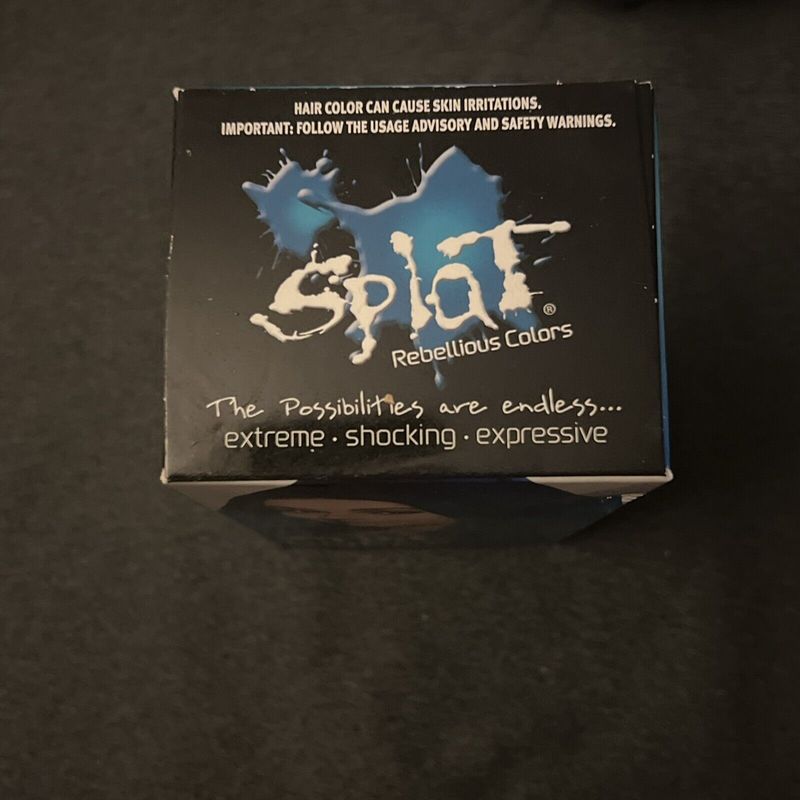 HAIR COLOR CAN CAUSE SKIN IRRITATIONS.
IMPORTANT: FOLLOW THE USAGE ADVISORY AND SAFETY WARNINGS.
Splat®
Rebellious Colors
The Possibilities are endless...
extreme · shocking · expressive